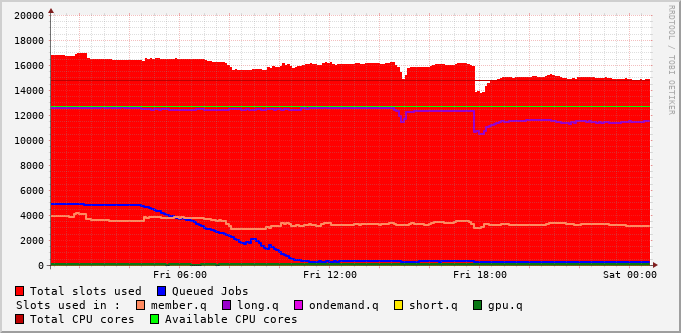 RRDTOOL / TOBI OETIKER
20000
18000
16000
14000
12000
10000
8000
6000
4000
2000
0
Fri 06:00 Fri 12:00 Fri 18:00 Sat 00:00
Total slots used Queued Jobs
Slots used in : member.q long.q ondemand.q short.q gpu.q
Total CPU cores Available CPU cores